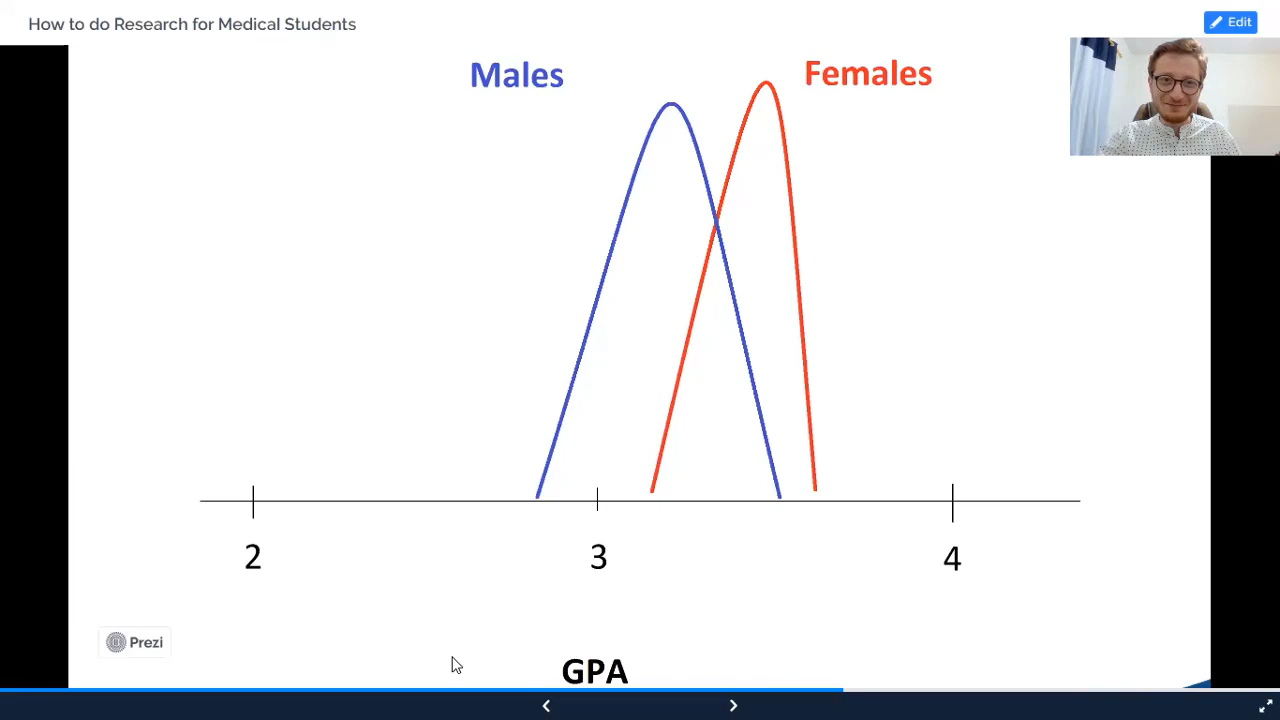 How to do Research for Medical Students
Edit
Males
Females
2
3
4
Prezi
GPA